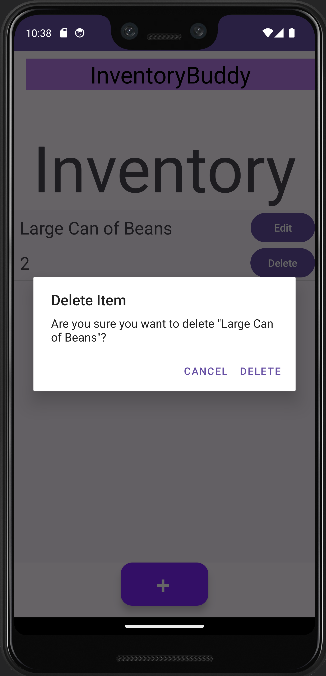 10:38
InventoryBuddy
Inventory
Large Can of Beans
Edit
2
Delete
Delete Item
Are you sure you want to delete "Large Can
of Beans"?
CANCEL DELETE
+